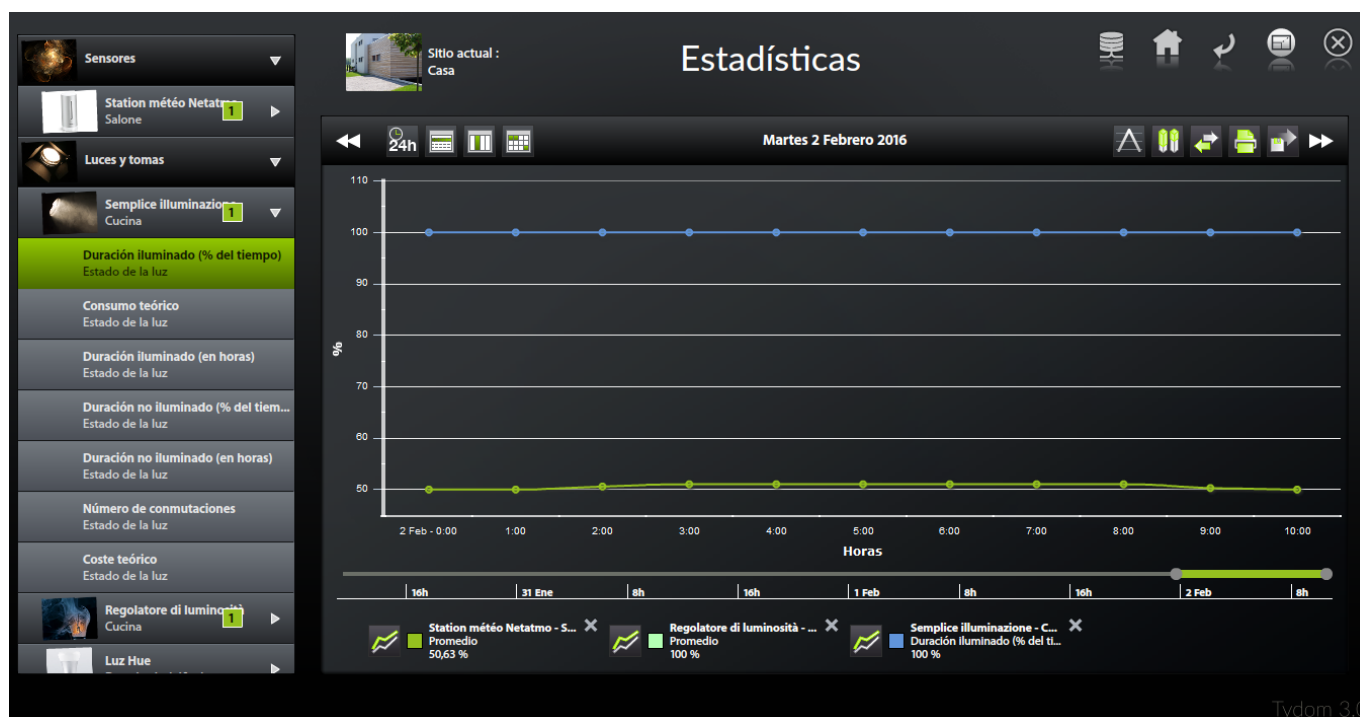 Sensores
Station météo Netatmo
1
Salone
Luces y tomas
Semplice illuminazione
1
Cucina
Duración iluminado (% del tiempo)
Estado de la luz
Consumo teórico
Estado de la luz
Duración iluminado (en horas)
Estado de la luz
Duración no iluminado (% del tiem...
Estado de la luz
Duración no iluminado (en horas)
Estado de la luz
Número de conmutaciones
Estado de la luz
Coste teórico
Estado de la luz
Regolatore di luminosità
1
Cucina
Luz Hue
Sitio actual :
Casa
Estadísticas
24h
Martes 2 Febrero 2016
110
100
90
80
70
60
50
%
2 Feb - 0:00 1:00 2:00 3:00 4:00 5:00 6:00 7:00 8:00 9:00 10:00
Horas
16h 31 Ene 8h 16h 1 Feb 8h 16h 2 Feb 8h
Station météo Netatmo - S...
Promedio
50,63 %
Regolatore di luminosità - ...
Promedio
100 %
Semplice illuminazione - C...
Duración iluminado (% del ti...
100 %
Tydom 3.0